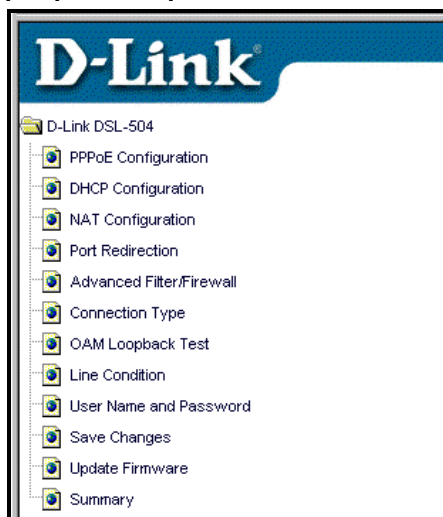 D-Link®
D-Link DSL-504
PPPoE Configuration
DHCP Configuration
NAT Configuration
Port Redirection
Advanced Filter/Firewall
Connection Type
OAM Loopback Test
Line Condition
User Name and Password
Save Changes
Update Firmware
Summary